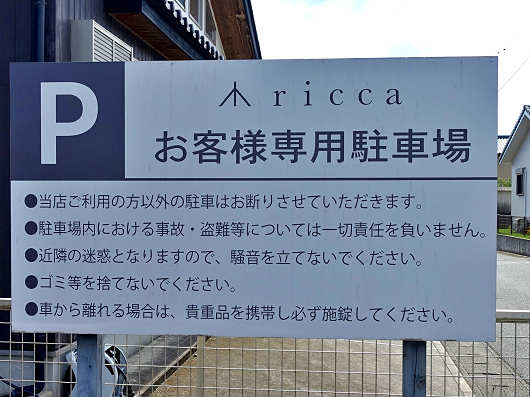 P
ricca
お客様専用駐車場
●当店ご利用の方以外の駐車はお断りさせていただきます。
●駐車場内における事故・盗難等については一切責任を負いません。
●近隣の迷惑となりますので、騒音を立てないでください。
●ゴミ等を捨てないでください。
●車から離れる場合は、貴重品を携帯し必ず施錠してください。